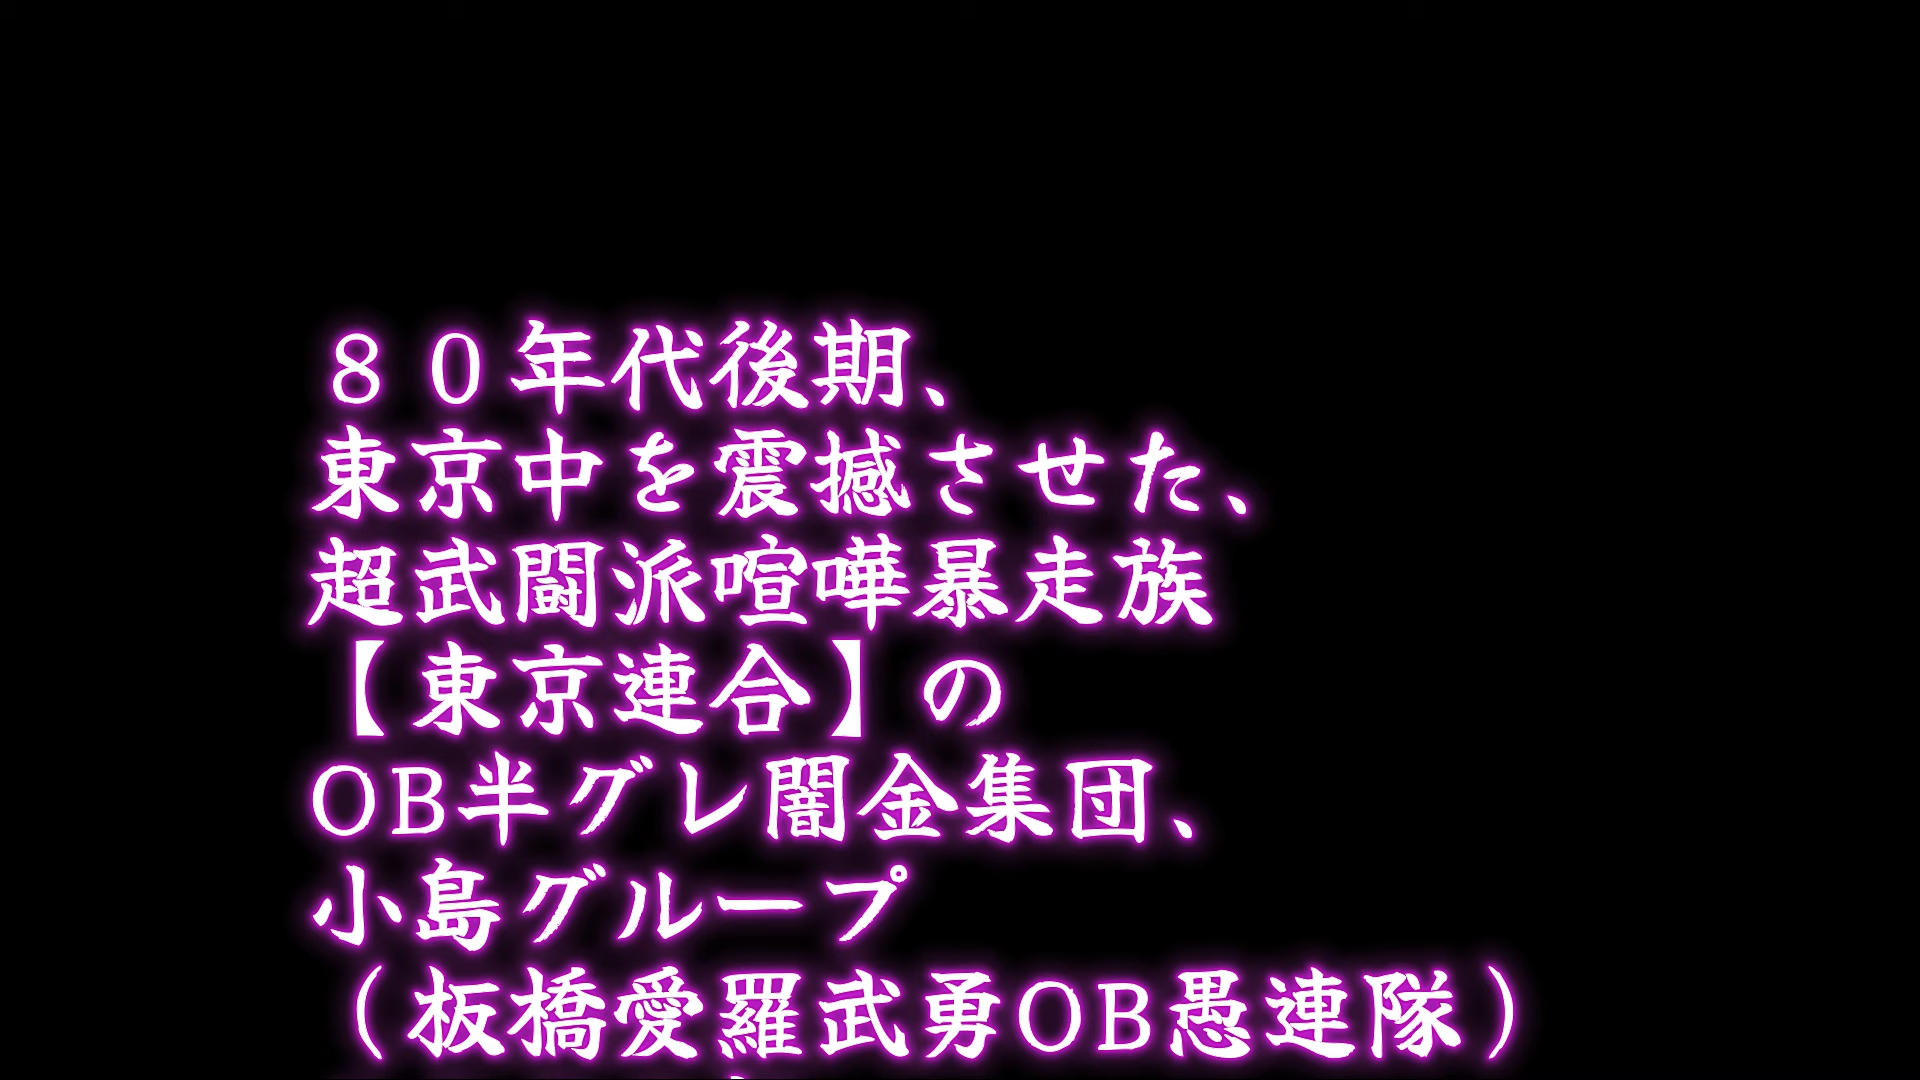 ８０年代後期、
東京中を震撼させた、
超武闘派喧嘩暴走族
【東京連合】の
OB半グレ闇金集団、
小島グループ
（板橋愛羅武勇OB愚連隊）